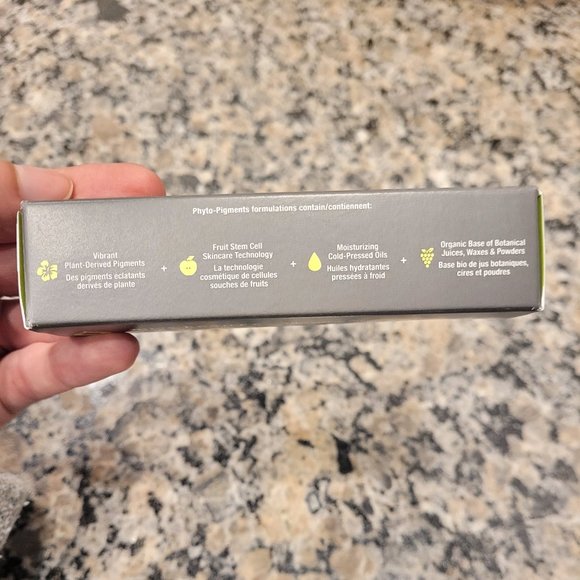 Phyto-Pigments formulations contain/contiennent:
Vibrant
Plant-Derived Pigments
Des pigments eclatants
dérivés de plante
+
Fruit Stem Cell
Skincare Technology
La technologie
cosmétique de cellules
souches de fruits
+
Moisturizing
Cold-Pressed Oils
Huiles hydratantes
pressées à froid
+
Organic Base of Botanical
Juices, Waxes & Powders
Base bio de jus botaniques,
cires et poudres